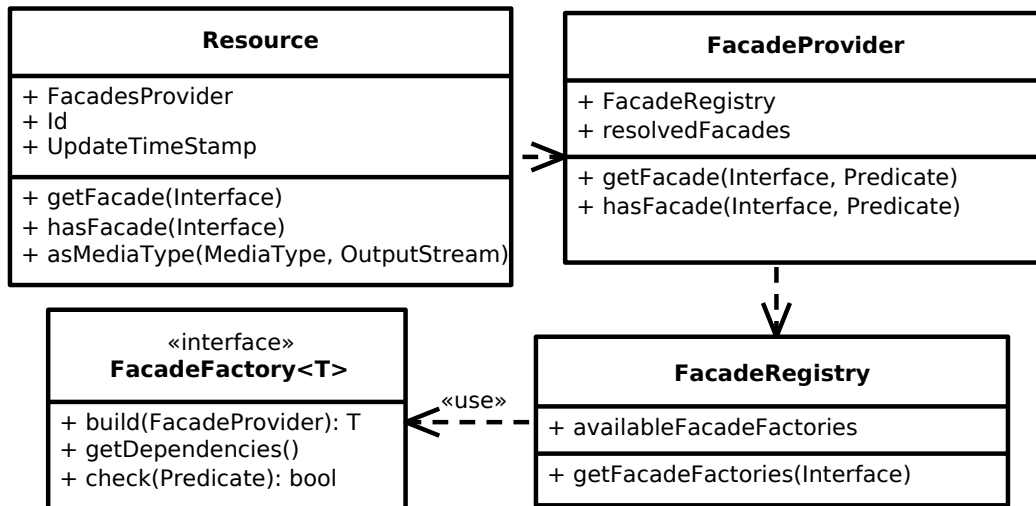 Resource
+ FacadesProvider
+ Id
+ UpdateTimeStamp
+ getFacade(Interface)
+ hasFacade(Interface)
+ asMediaType(MediaType, OutputStream)
FacadeProvider
+ FacadeRegistry
+ resolvedFacades
+ getFacade(Interface, Predicate)
+ hasFacade(Interface, Predicate)
«interface»
FacadeFactory<T>
+ build(FacadeProvider): T
+ getDependencies()
+ check(Predicate): bool
«use»
FacadeRegistry
+ availableFacadeFactories
+ getFacadeFactories(Interface)